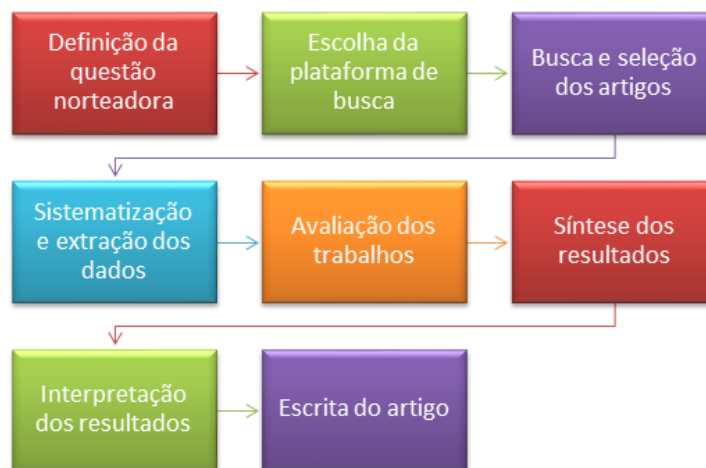 Definição da
questão
norteadora
Escolha da
plataforma de
busca
Busca e seleção
dos artigos
Sistematização
e extração dos
dados
Avaliação dos
trabalhos
Síntese dos
resultados
Interpretação
dos resultados
Escrita do artigo